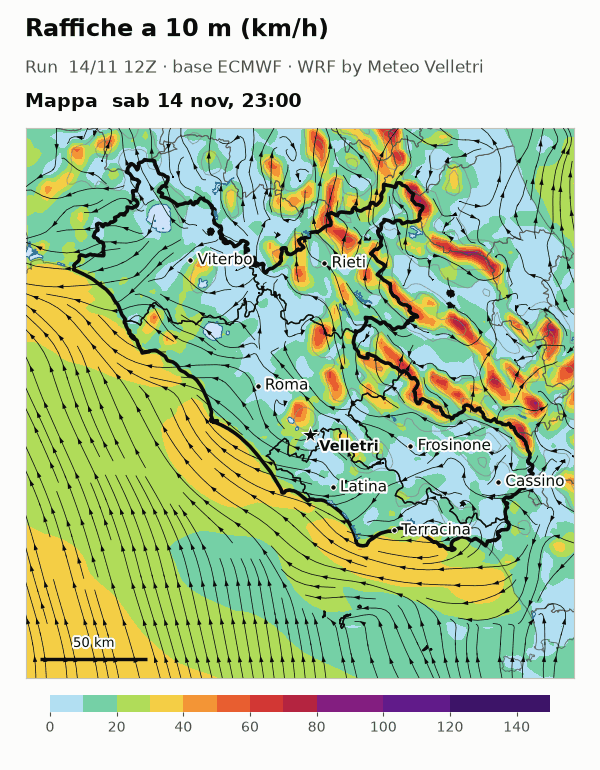 Raffiche a 10 m (km/h)
Run 14/11 12Z · base ECMWF · WRF by Meteo Velletri
Mappa sab 14 nov, 23:00
Viterbo
Rieti
Roma
Velletri
Frosinone
Latina
Cassino
Terracina
50 km
0 20 40 60 80 100 120 140